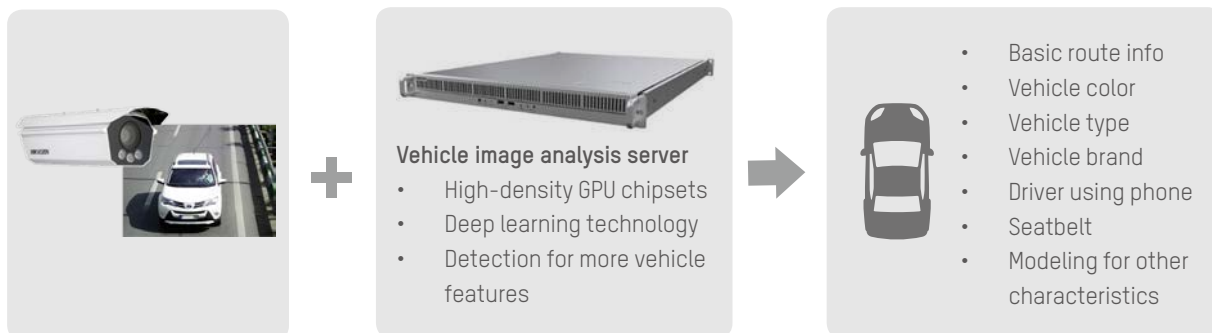 HIKVISION
Vehicle image analysis server
• High-density GPU chipsets
• Deep learning technology
• Detection for more vehicle
features
• Basic route info
• Vehicle color
• Vehicle type
• Vehicle brand
• Driver using phone
• Seatbelt
• Modeling for other
characteristics